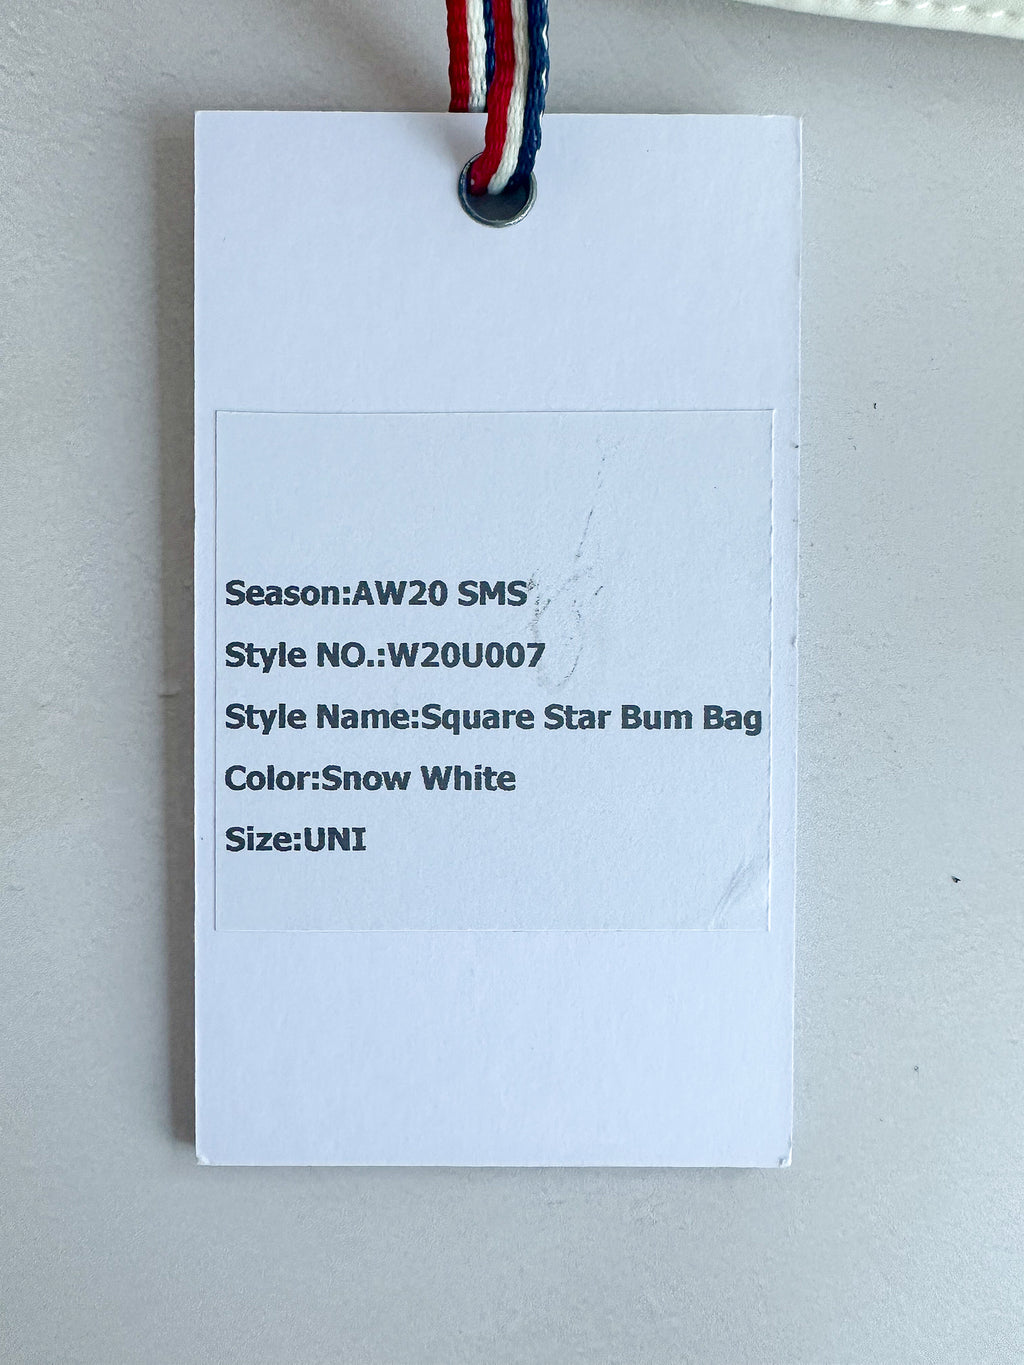 Season:AW20 SMS
Style NO.:W20U007
Style Name:Square Star Bum Bag
Color:Snow White
Size:UNI